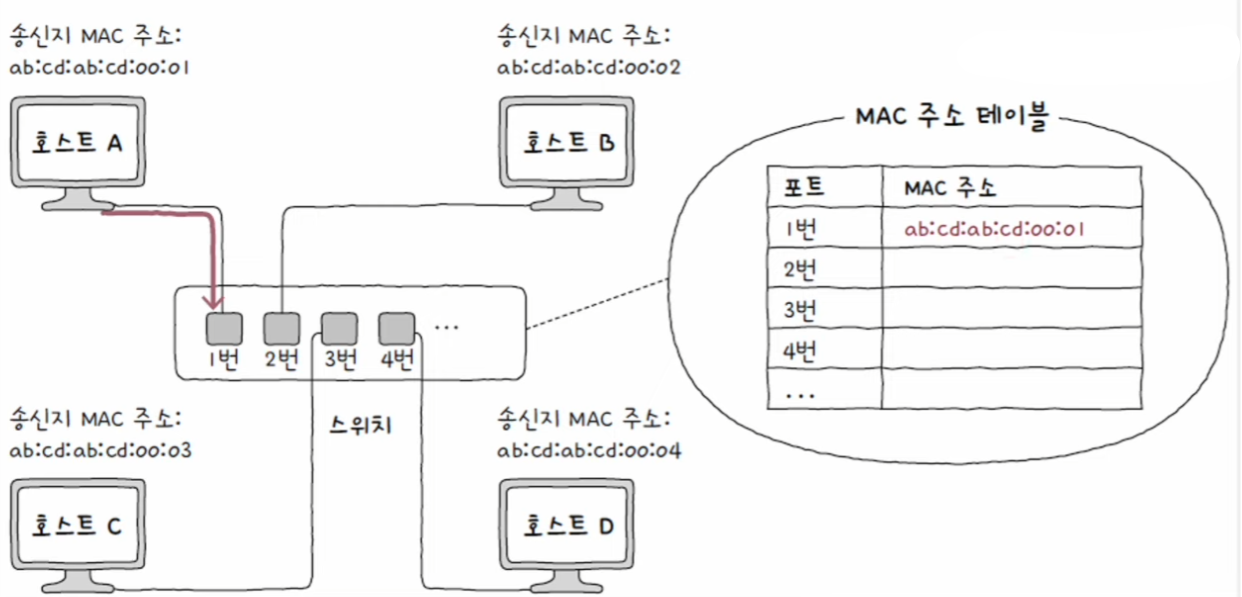 송신지 MAC 주소:
ab:cd:ab:cd:00:01
호스트 A
송신지 MAC 주소:
ab:cd:ab:cd:00:02
호스트 B
1번 2번 3번 4번 ...
스위치
송신지 MAC 주소:
ab:cd:ab:cd:00:03
호스트 C
송신지 MAC 주소:
ab:cd:ab:cd:00:04
호스트 D
MAC 주소 테이블
포트 MAC 주소
1번 ab:cd:ab:cd:00:01
2번
3번
4번
...